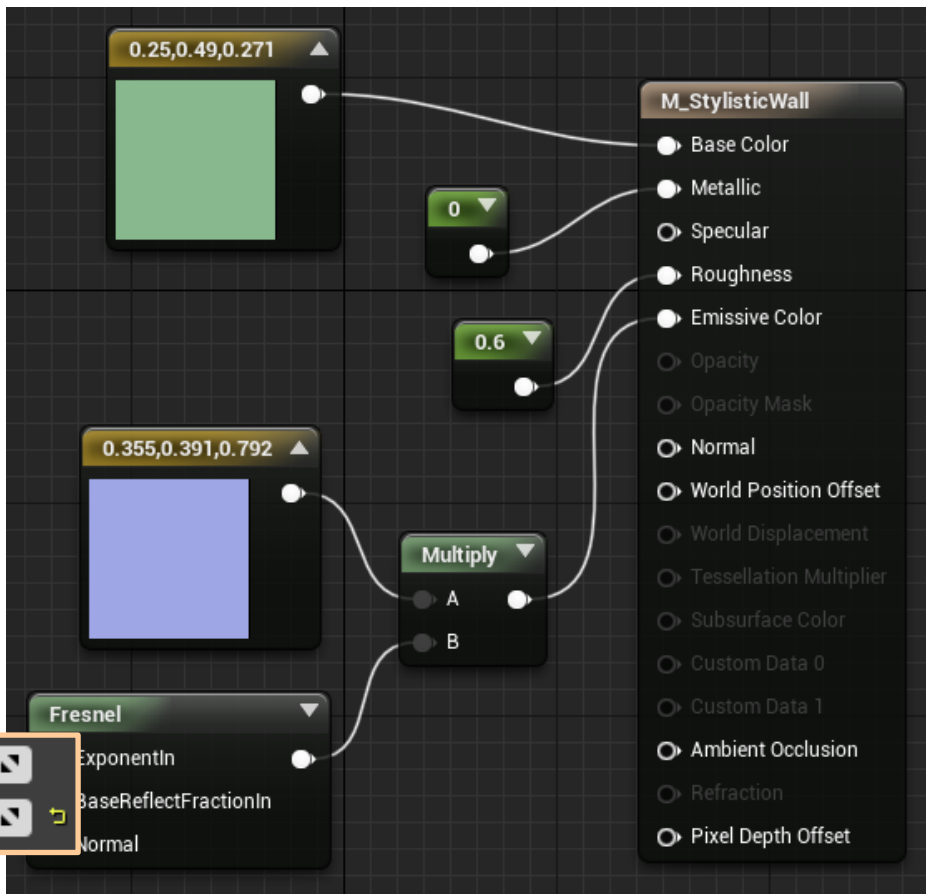 0.25,0.49,0.271
M_StylisticWall
Base Color
0
Metallic
Specular
Roughness
0.6
Emissive Color
Opacity
Opacity Mask
0.355,0.391,0.792
Normal
World Position Offset
World Displacement
Multiply
Tessellation Multiplier
A
Subsurface Color
B
Custom Data 0
Custom Data 1
Fresnel
Ambient Occlusion
ExponentIn
Refraction
BaseReflectFractionIn
Pixel Depth Offset
Normal